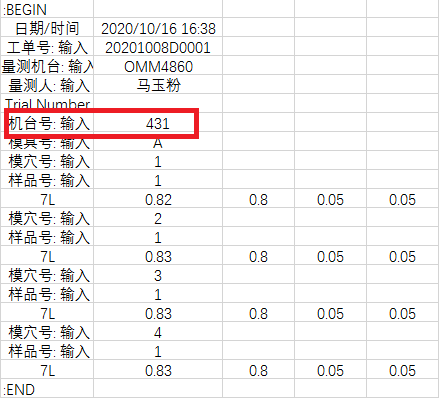 :BEGIN
日期/时间 2020/10/16 16:38
工单号: 输入 20201008D0001
量测机台: 输入 OMM4860
量测人: 输入 马玉粉
Trial Number
机台号: 输入 431
模具号: 输入 A
模穴号: 输入 1
样品号: 输入 1
7L 0.82 0.8 0.05 0.05
模穴号: 输入 2
样品号: 输入 1
7L 0.83 0.8 0.05 0.05
模穴号: 输入 3
样品号: 输入 1
7L 0.83 0.8 0.05 0.05
模穴号: 输入 4
样品号: 输入 1
7L 0.83 0.8 0.05 0.05
:END